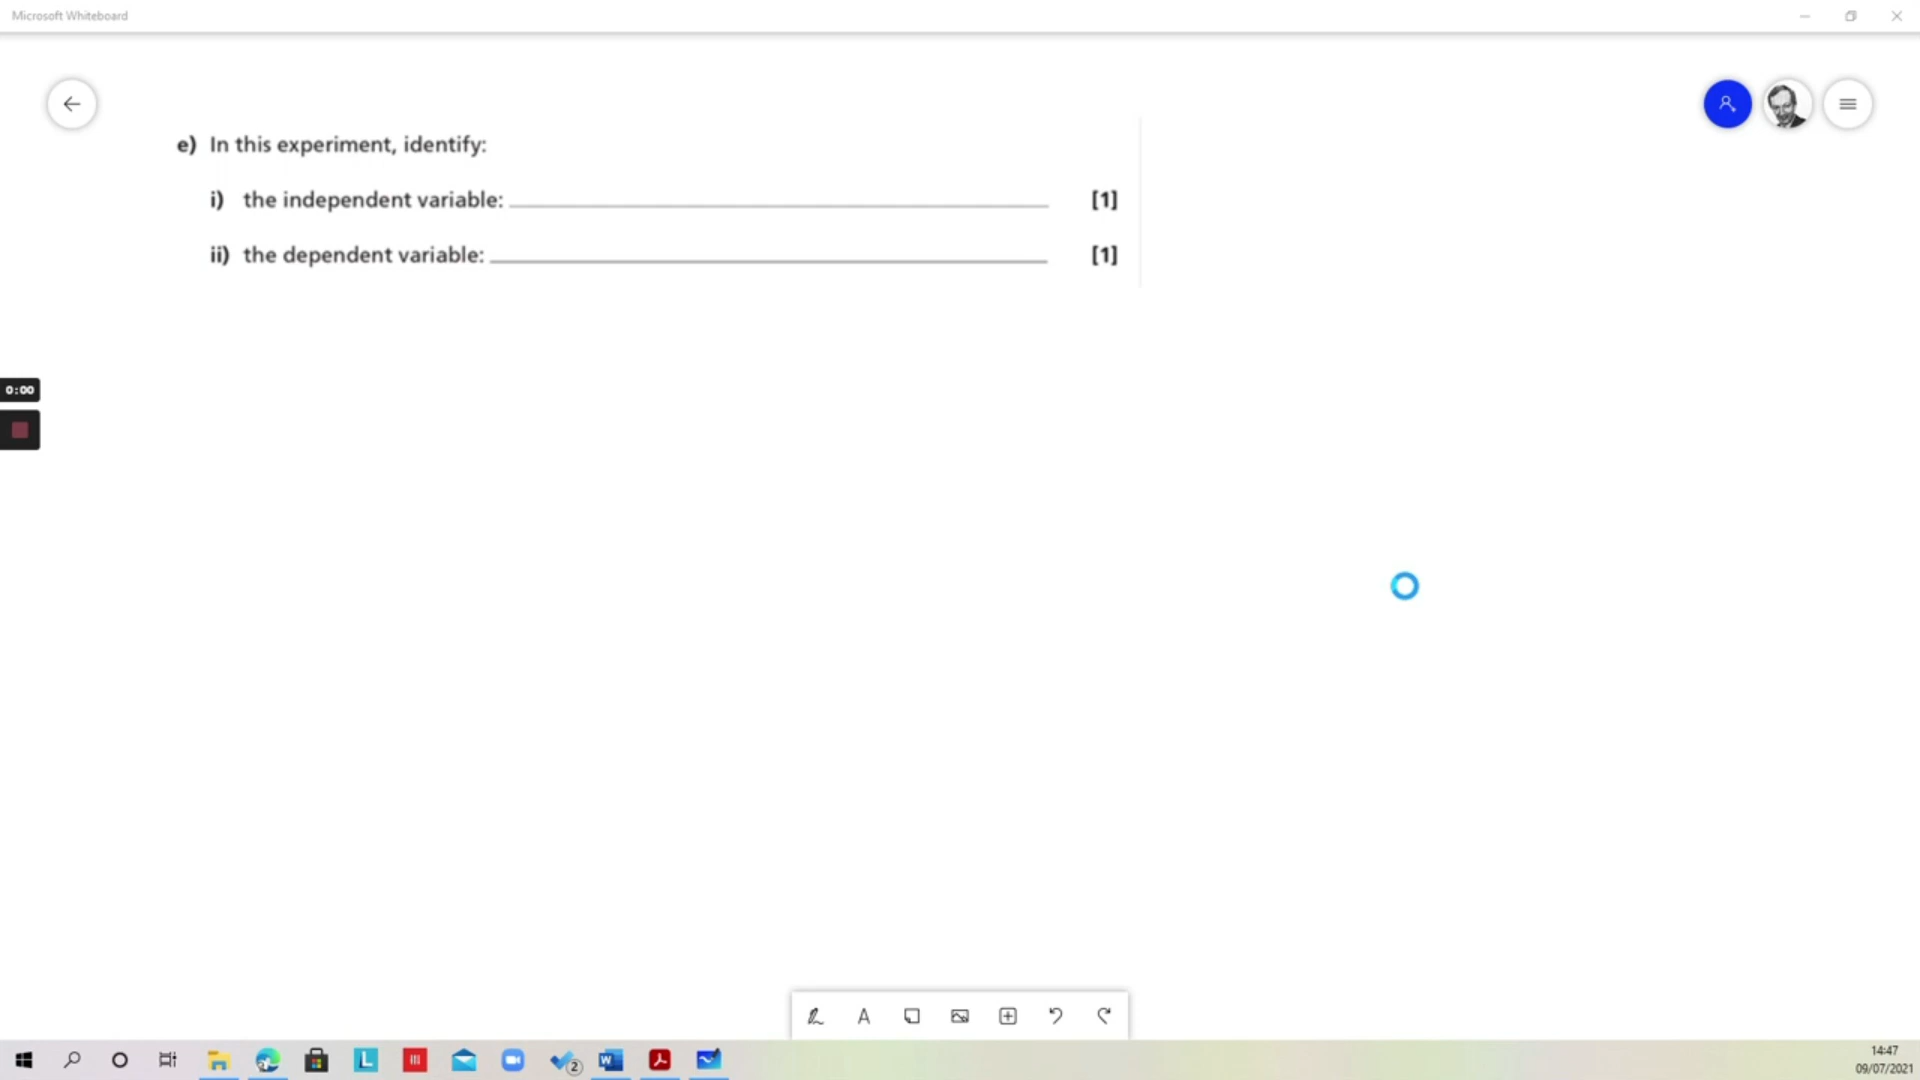 Microsoft Whiteboard
e) In this experiment, identify:
i) the independent variable: [1]
ii) the dependent variable: [1]
0:00
A
L
2
W
14:47
09/07/2021